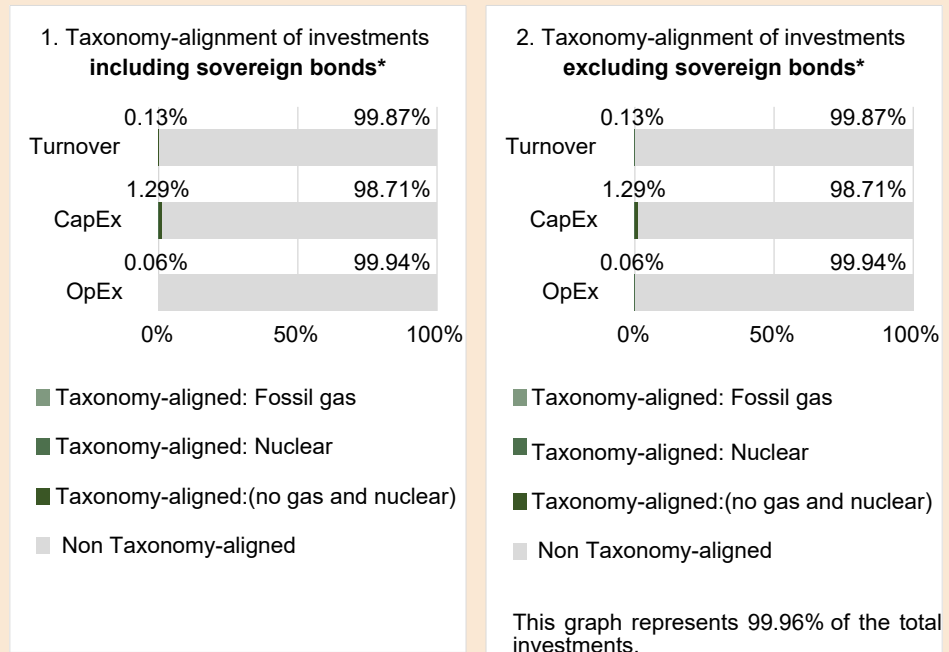 1. Taxonomy-alignment of investments
including sovereign bonds*
0.13% 99.87%
Turnover
1.29% 98.71%
CapEx
0.06% 99.94%
OpEx
0% 50% 100%
Taxonomy-aligned: Fossil gas
Taxonomy-aligned: Nuclear
Taxonomy-aligned:(no gas and nuclear)
Non Taxonomy-aligned
2. Taxonomy-alignment of investments
excluding sovereign bonds*
0.13% 99.87%
Turnover
1.29% 98.71%
CapEx
0.06% 99.94%
OpEx
0% 50% 100%
Taxonomy-aligned: Fossil gas
Taxonomy-aligned: Nuclear
Taxonomy-aligned:(no gas and nuclear)
Non Taxonomy-aligned
This graph represents 99.96% of the total
investments.